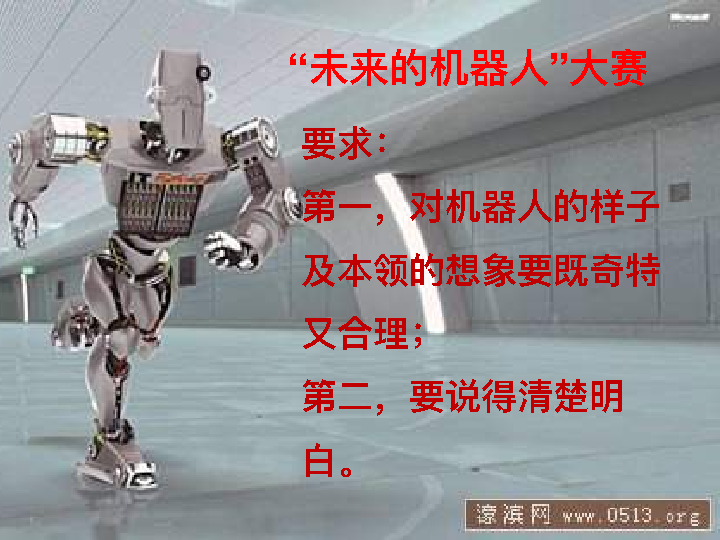 “未来的机器人”大赛
要求：
第一，对机器人的样子
及本领的想象要既奇特
又合理；
第二，要说得清楚明
白。
Microsoft
濠滨网 www.0513.org